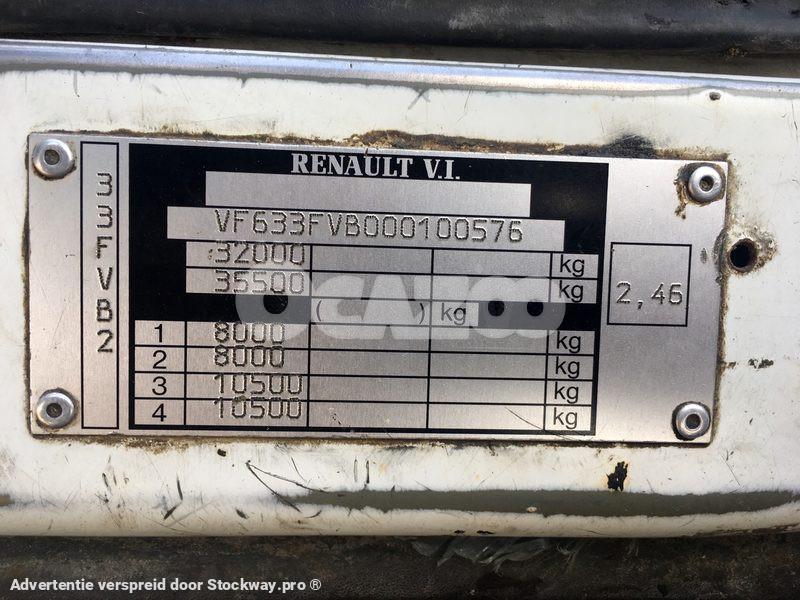 RENAULT V.I.
33FVB2
VF633FVB000100576
32000 kg
35500 kg
( ) kg
2,46
1 8000 kg
2 8000 kg
3 10500 kg
4 10500 kg
OCAZOO
Advertentie verspreid door Stockway.pro ®